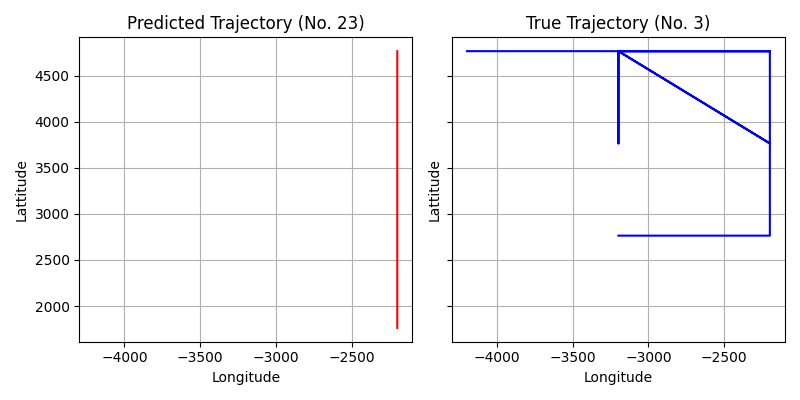 Predicted Trajectory (No. 23)
True Trajectory (No. 3)
Lattitude
4500
4000
3500
3000
2500
2000
−4000
−3500
−3000
−2500
Longitude
Lattitude
−4000
−3500
−3000
−2500
Longitude